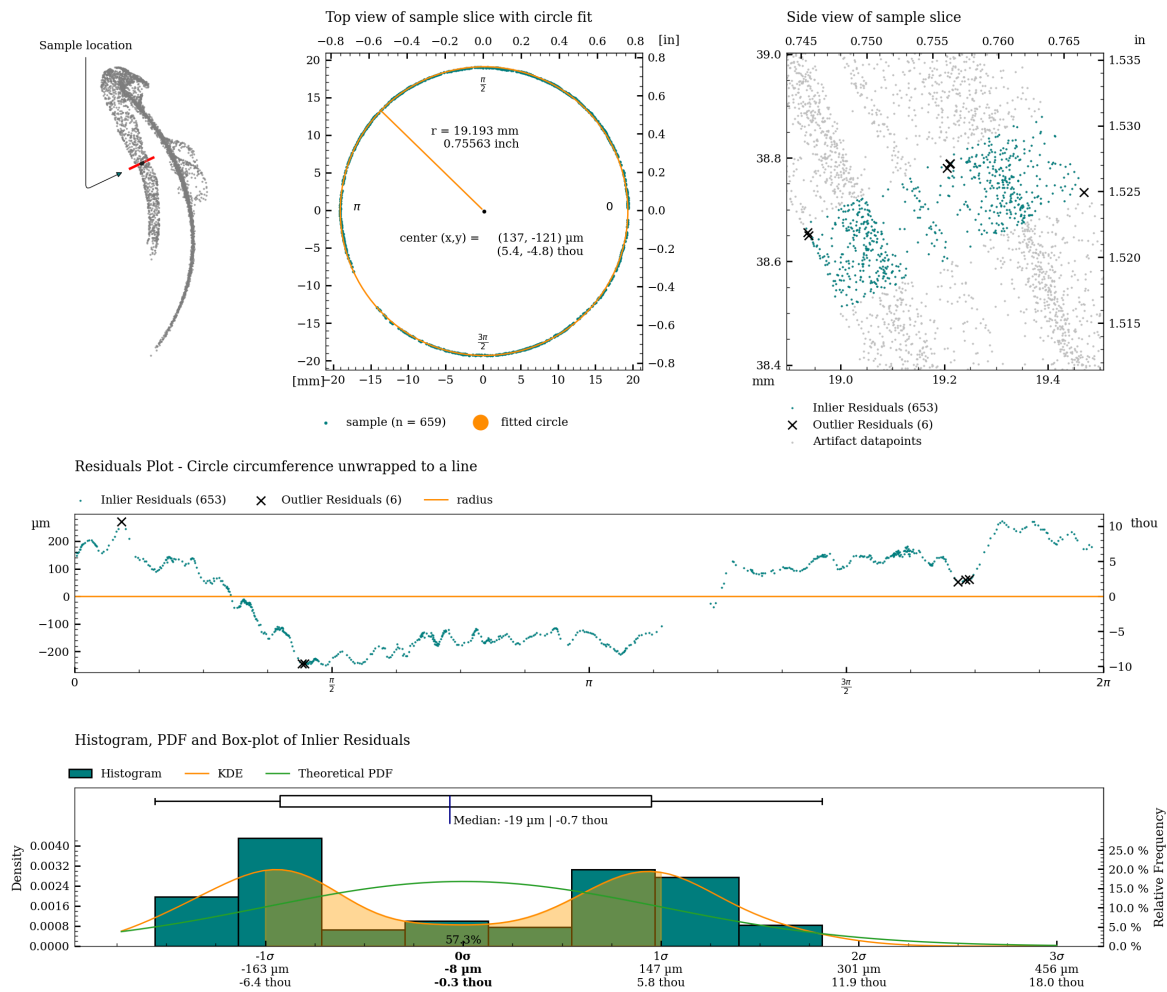 Sample location
Top view of sample slice with circle fit
−0.8 −0.6 −0.4 −0.2 0.0 0.2 0.4 0.6 0.8 [in]
20 15 10 5 0 −5 −10 −15 −20
0.8 0.6 0.4 0.2 0.0 −0.2 −0.4 −0.6 −0.8
π/2
r = 19.193 mm
0.75563 inch
π 0
center (x,y) = (137, -121) µm
(5.4, -4.8) thou
3π/2
[mm] −20 −15 −10 −5 0 5 10 15 20
sample (n = 659) fitted circle
Side view of sample slice
0.745 0.750 0.755 0.760 0.765 in
39.0 38.8 38.6 38.4
1.535 1.530 1.525 1.520 1.515
mm 19.0 19.2 19.4
Inlier Residuals (653)
Outlier Residuals (6)
Artifact datapoints
Residuals Plot - Circle circumference unwrapped to a line
Inlier Residuals (653) Outlier Residuals (6) radius
µm 200 100 0 −100 −200
10 5 0 −5 −10 thou
0 π/2 π 3π/2 2π
Histogram, PDF and Box-plot of Inlier Residuals
Histogram KDE Theoretical PDF
Median: -19 µm | -0.7 thou
Density
0.0040 0.0032 0.0024 0.0016 0.0008 0.0000
25.0 % 20.0 % 15.0 % 10.0 % 5.0 % 0.0 %
Relative Frequency
57.3%
-1σ 0σ 1σ 2σ 3σ
-163 µm -8 µm 147 µm 301 µm 456 µm
-6.4 thou -0.3 thou 5.8 thou 11.9 thou 18.0 thou